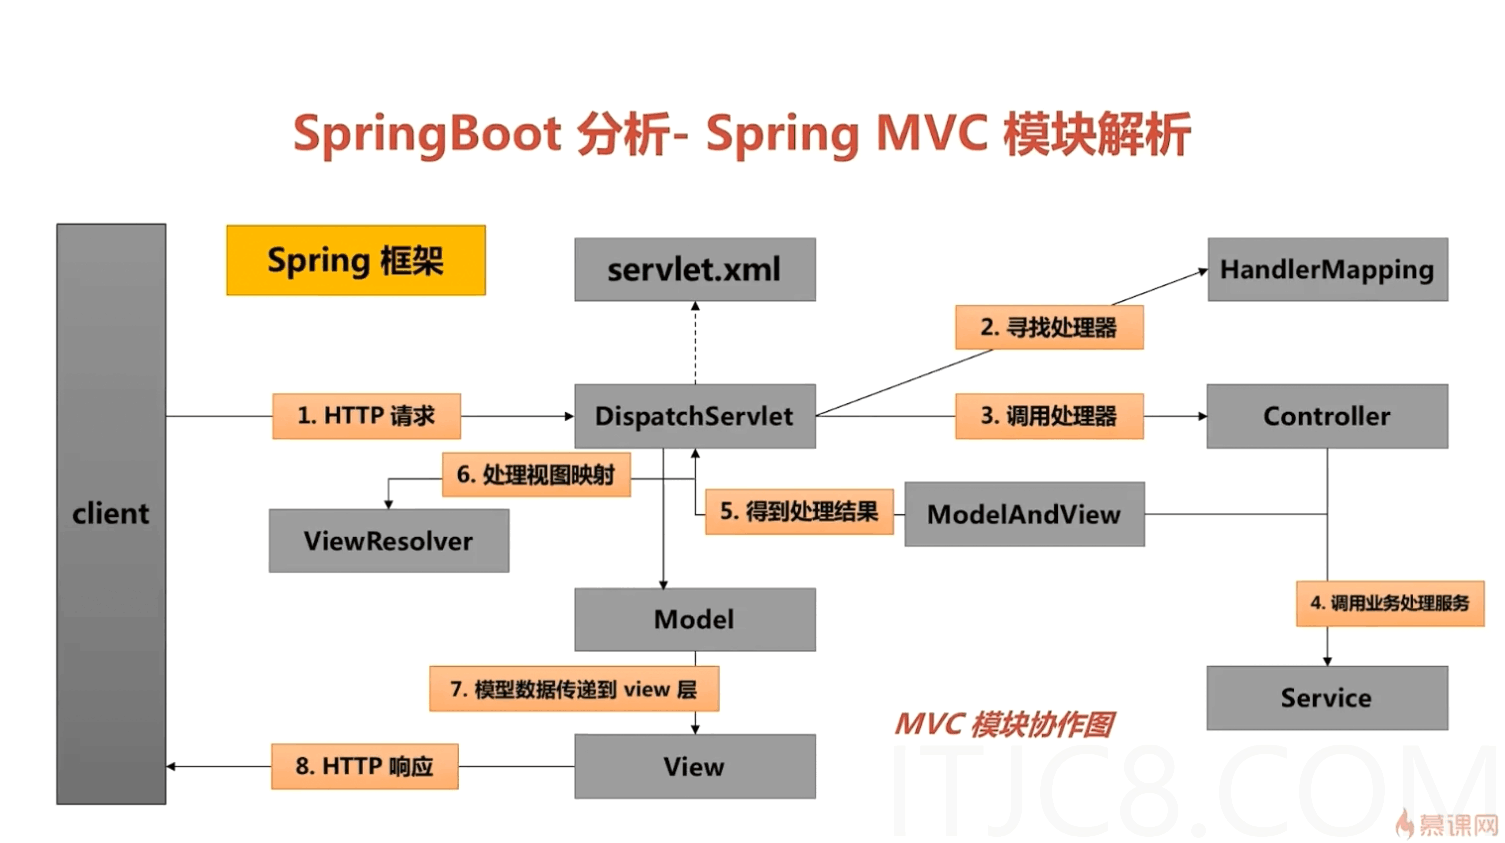 SpringBoot 分析- Spring MVC 模块解析
Spring 框架
servlet.xml
HandlerMapping
2. 寻找处理器
1. HTTP 请求
DispatchServlet
3. 调用处理器
Controller
6. 处理视图映射
5. 得到处理结果
ModelAndView
client
ViewResolver
4. 调用业务处理服务
Model
7. 模型数据传递到 view 层
Service
MVC 模块协作图
8. HTTP 响应
View
ITJC8.COM
慕课网